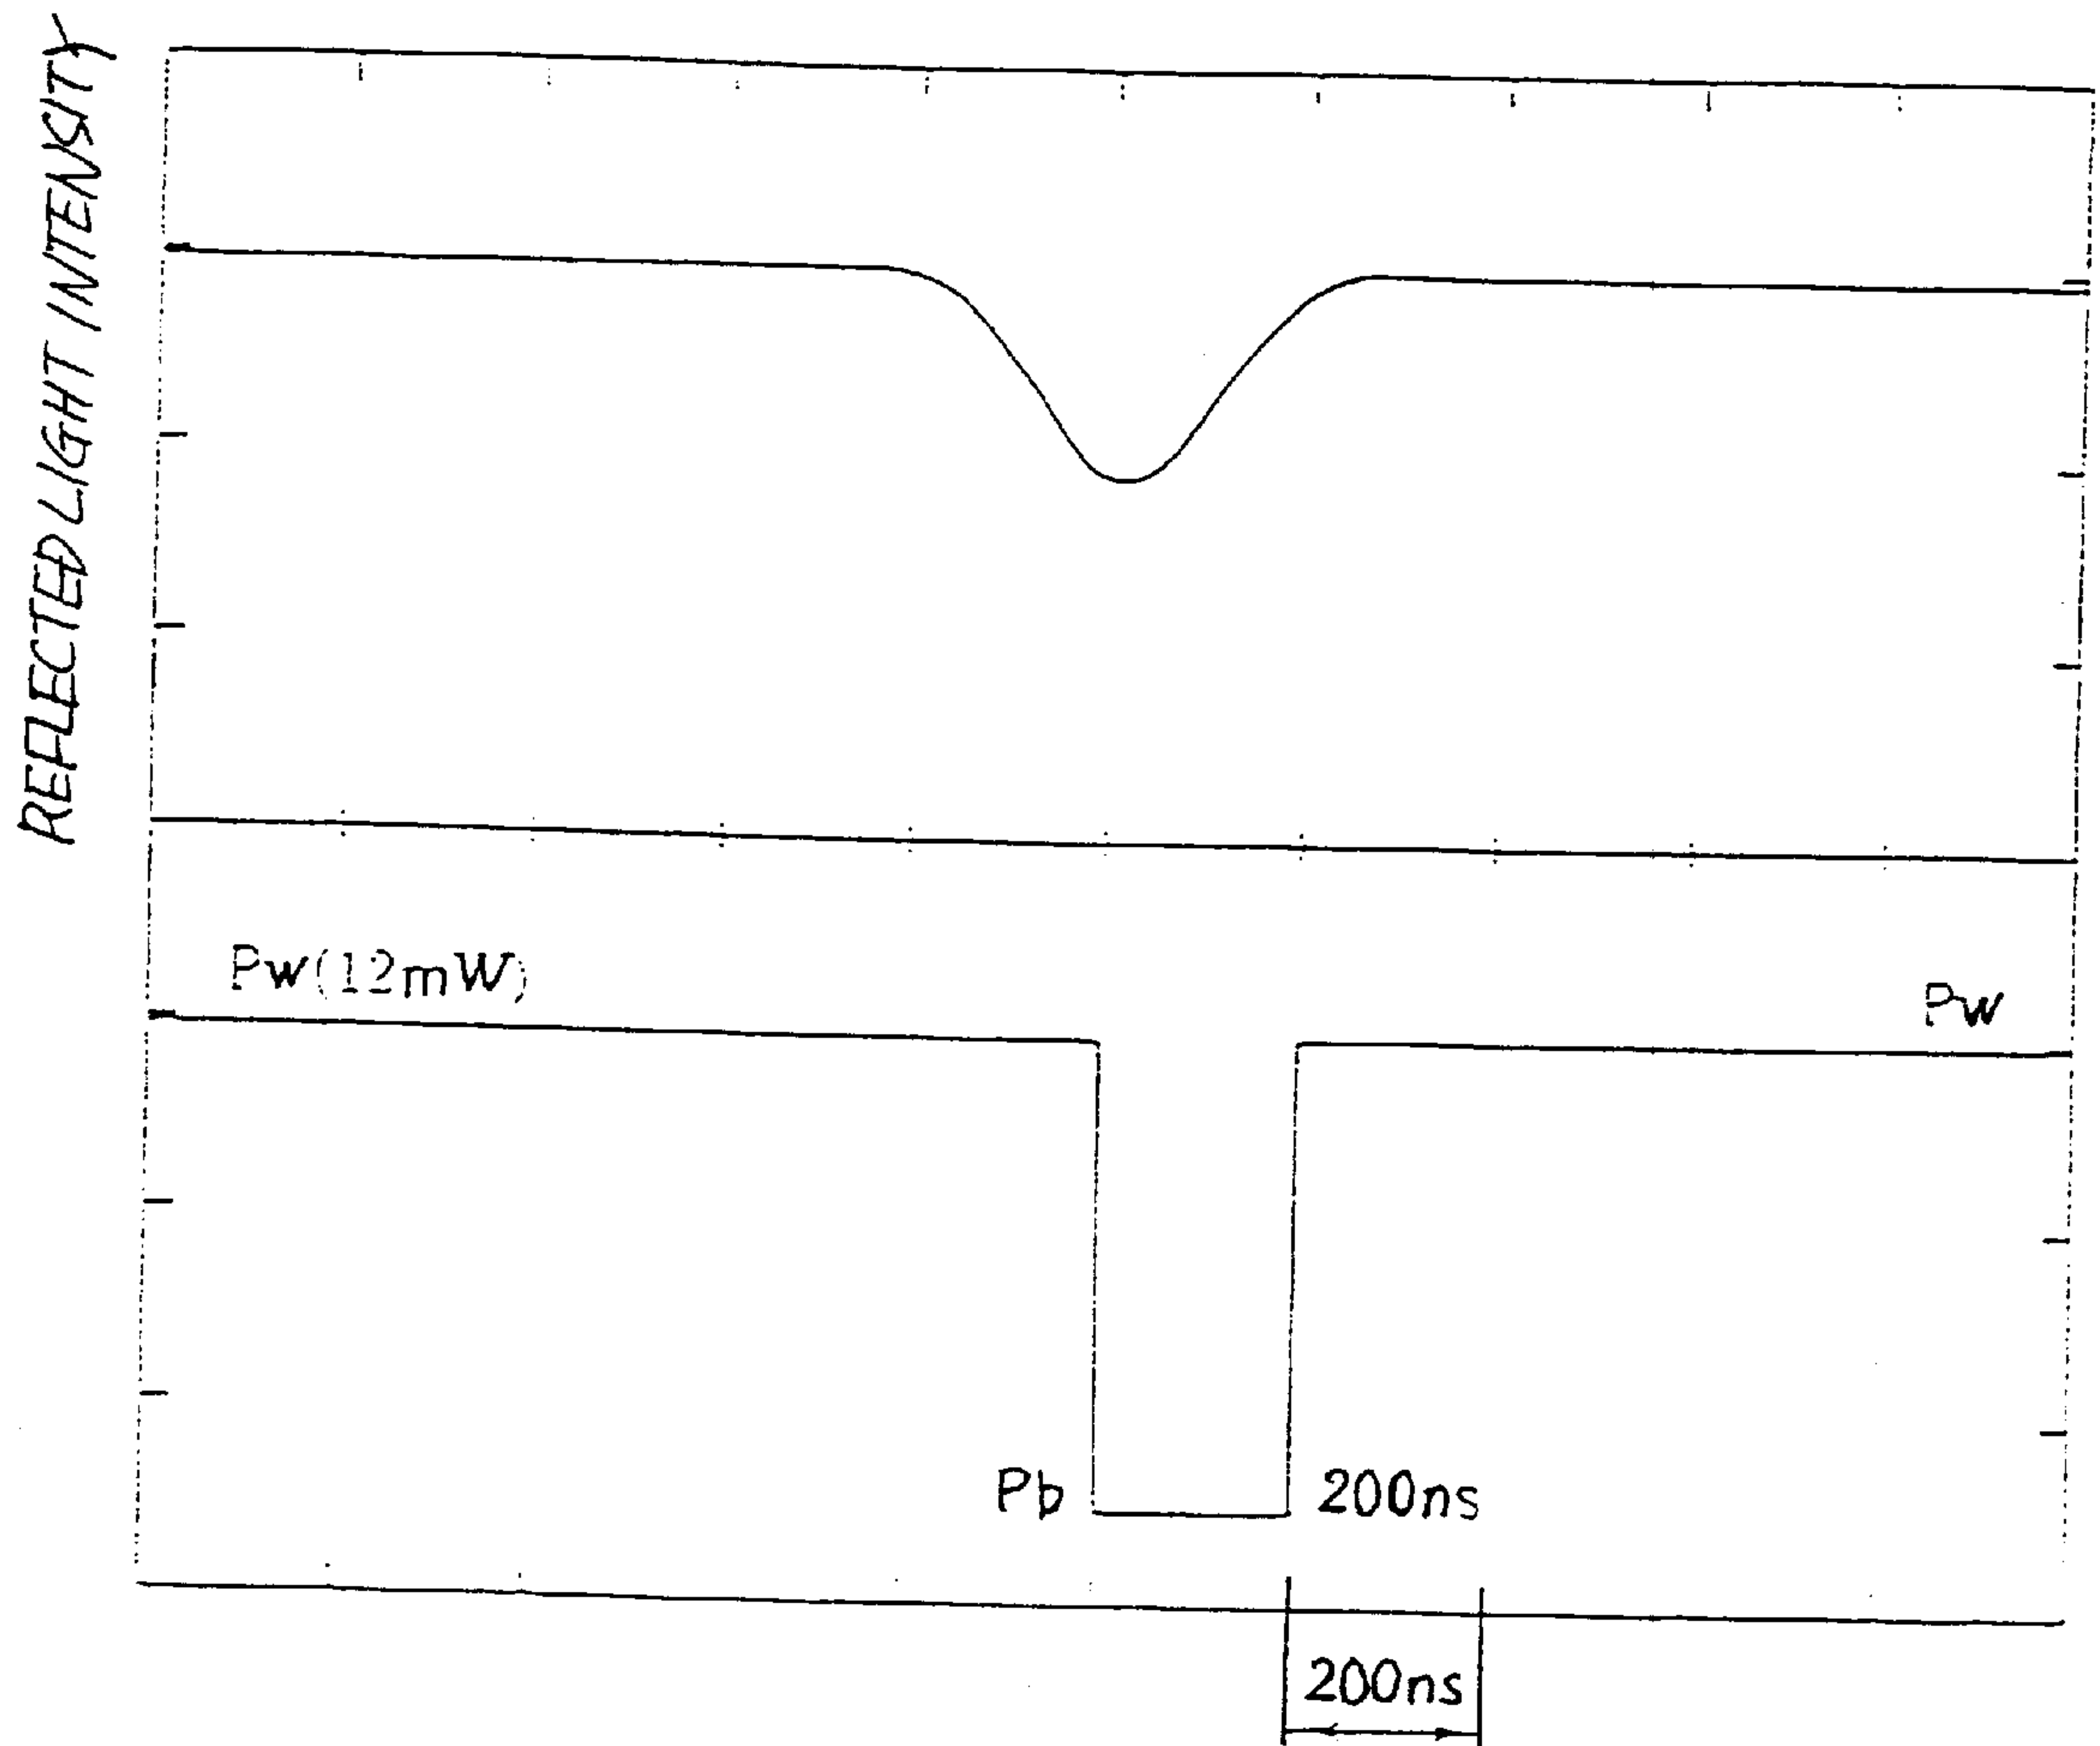 REFLECTED LIGHT INTENSITY
Pw(12mW)
Pw
Pb
200ns
200ns